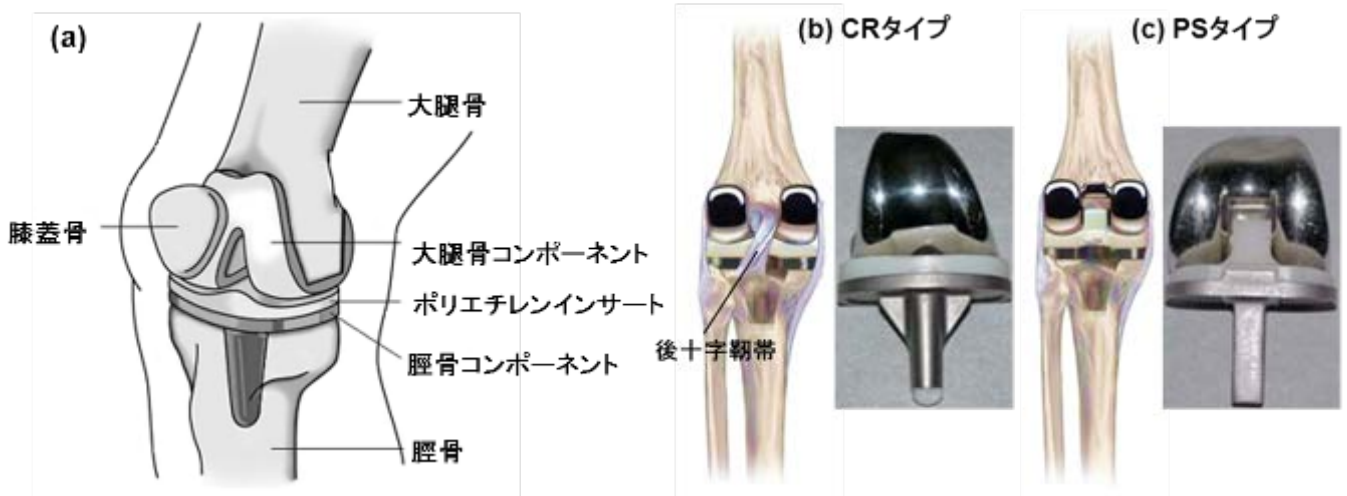 (a)
大腿骨
膝蓋骨
大腿骨コンポーネント
ポリエチレンインサート
脛骨コンポーネント
脛骨
(b) CRタイプ
後十字靭帯
(c) PSタイプ